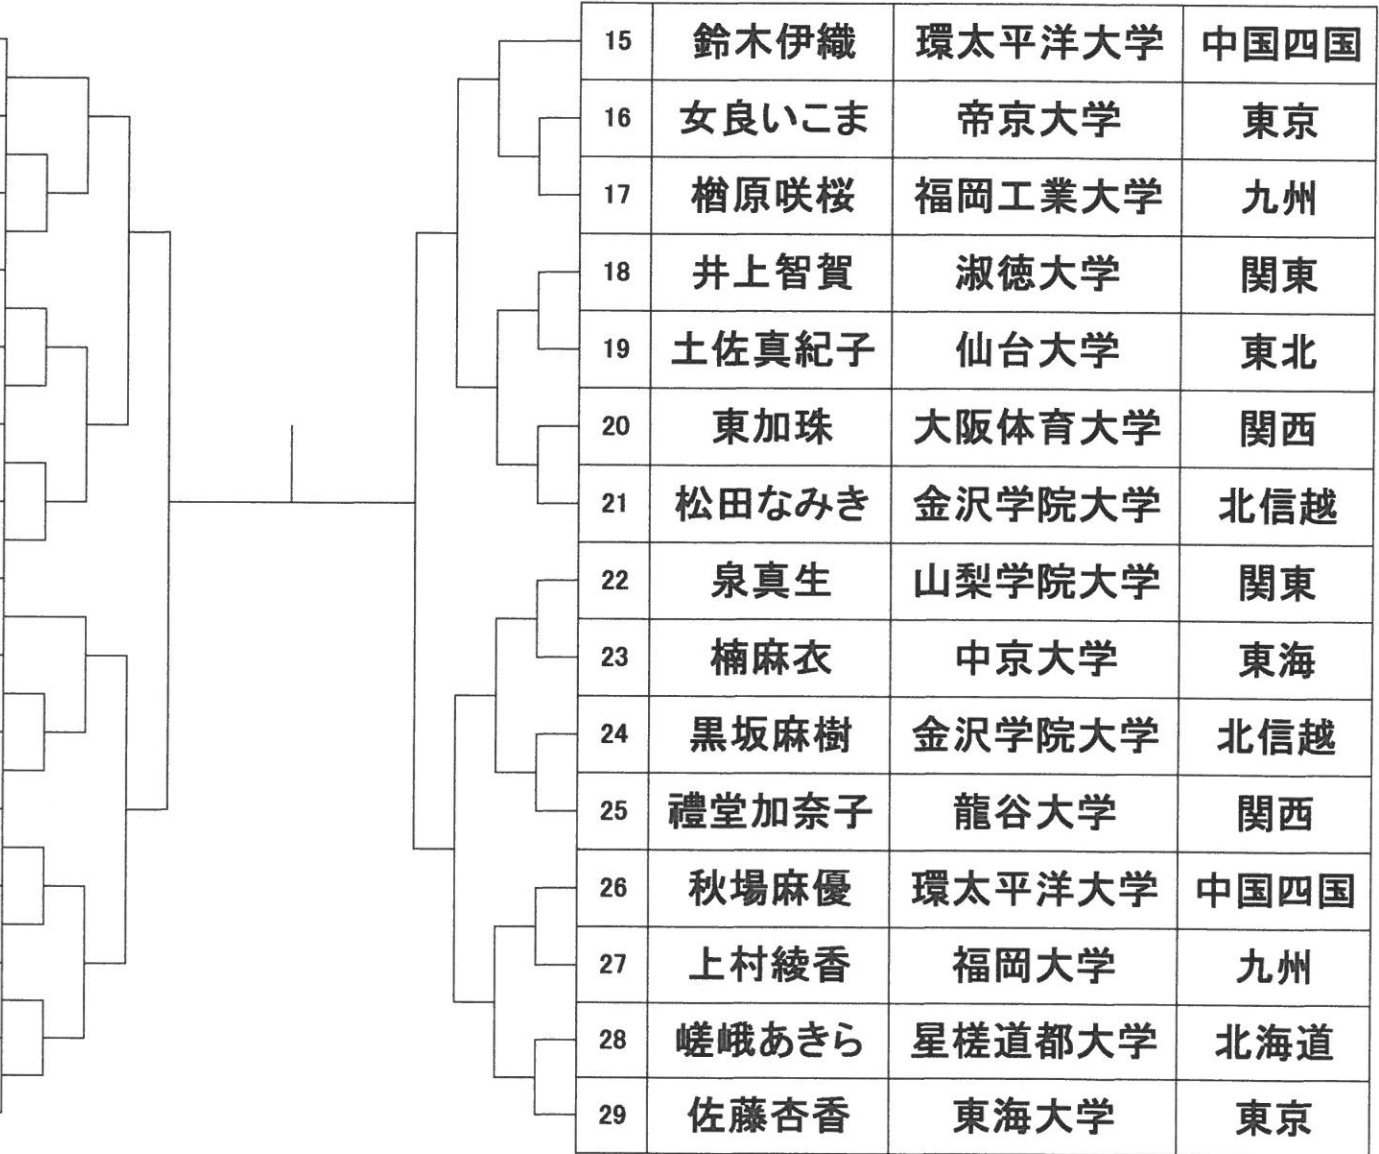 15 鈴木伊織 環太平洋大学 中国四国
16 女良いこま 帝京大学 東京
17 楢原咲桜 福岡工業大学 九州
18 井上智賀 淑徳大学 関東
19 土佐真紀子 仙台大学 東北
20 東加珠 大阪体育大学 関西
21 松田なみき 金沢学院大学 北信越
22 泉真生 山梨学院大学 関東
23 楠麻衣 中京大学 東海
24 黒坂麻樹 金沢学院大学 北信越
25 禮堂加奈子 龍谷大学 関西
26 秋場麻優 環太平洋大学 中国四国
27 上村綾香 福岡大学 九州
28 嵯峨あきら 星槎道都大学 北海道
29 佐藤杏香 東海大学 東京